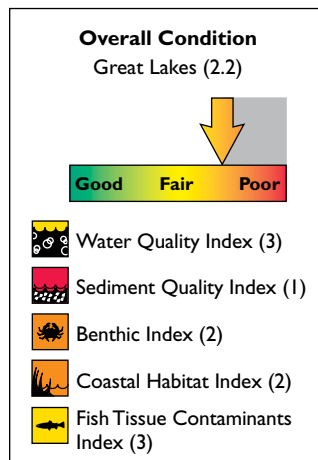 Overall Condition
Great Lakes (2.2)
Good Fair Poor
Water Quality Index (3)
Sediment Quality Index (1)
Benthic Index (2)
Coastal Habitat Index (2)
Fish Tissue Contaminants
Index (3)